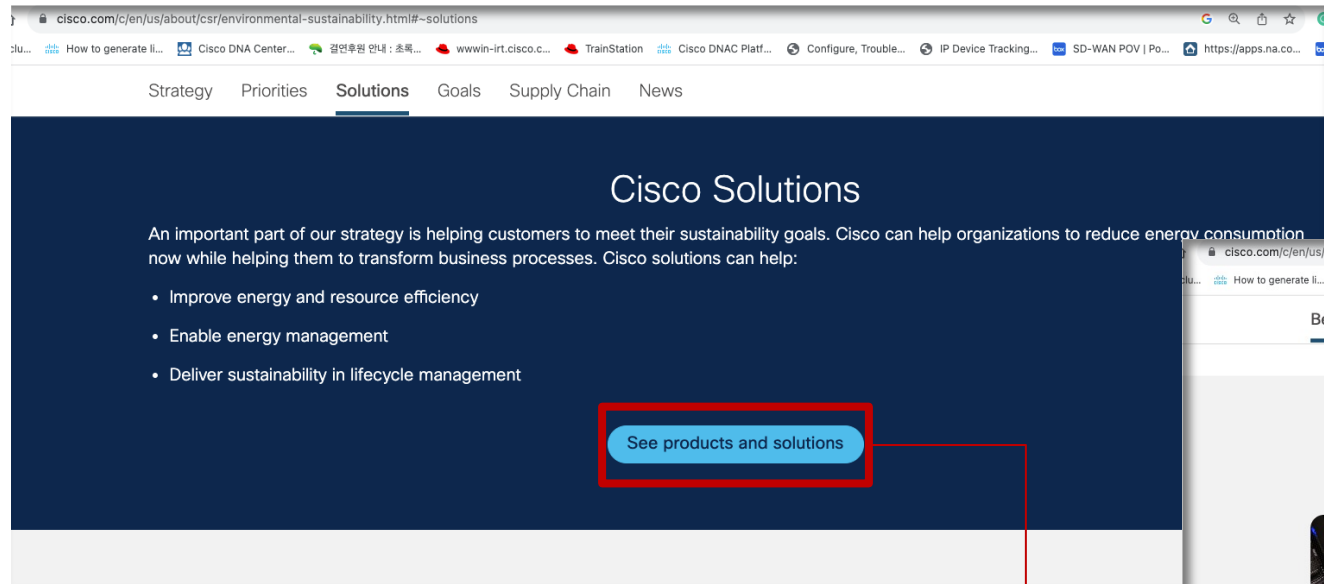 cisco.com/c/en/us/about/csr/environmental-sustainability.html#~solutions
clu... How to generate li... Cisco DNA Center... 결연후원 안내 : 초록... wwwin-irt.cisco.c... TrainStation Cisco DNAC Platf... Configure, Trouble... IP Device Tracking... SD-WAN POV | Po... https://apps.na.co...
Strategy Priorities Solutions Goals Supply Chain News
Cisco Solutions
An important part of our strategy is helping customers to meet their sustainability goals. Cisco can help organizations to reduce energy consumption
now while helping them to transform business processes. Cisco solutions can help:
• Improve energy and resource efficiency
• Enable energy management
• Deliver sustainability in lifecycle management
See products and solutions
cisco.com/c/en/us/
clu... How to generate li...
Be